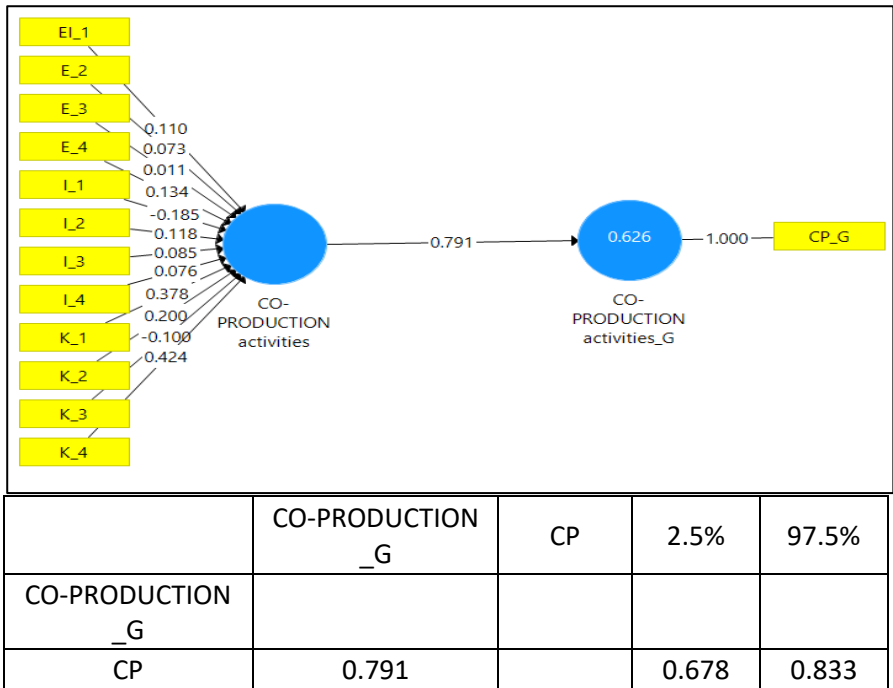 EI_1
E_2
E_3
E_4
I_1
I_2
I_3
I_4
K_1
K_2
K_3
K_4
0.110
0.073
0.011
0.134
-0.185
0.118
0.085
0.076
0.378
0.200
-0.100
0.424
CO-
PRODUCTION
activities
0.791
0.626
CO-
PRODUCTION
activities_G
1.000
CP_G
CO-PRODUCTION
_G
CP
2.5%
97.5%
CO-PRODUCTION
_G
CP
0.791
0.678
0.833